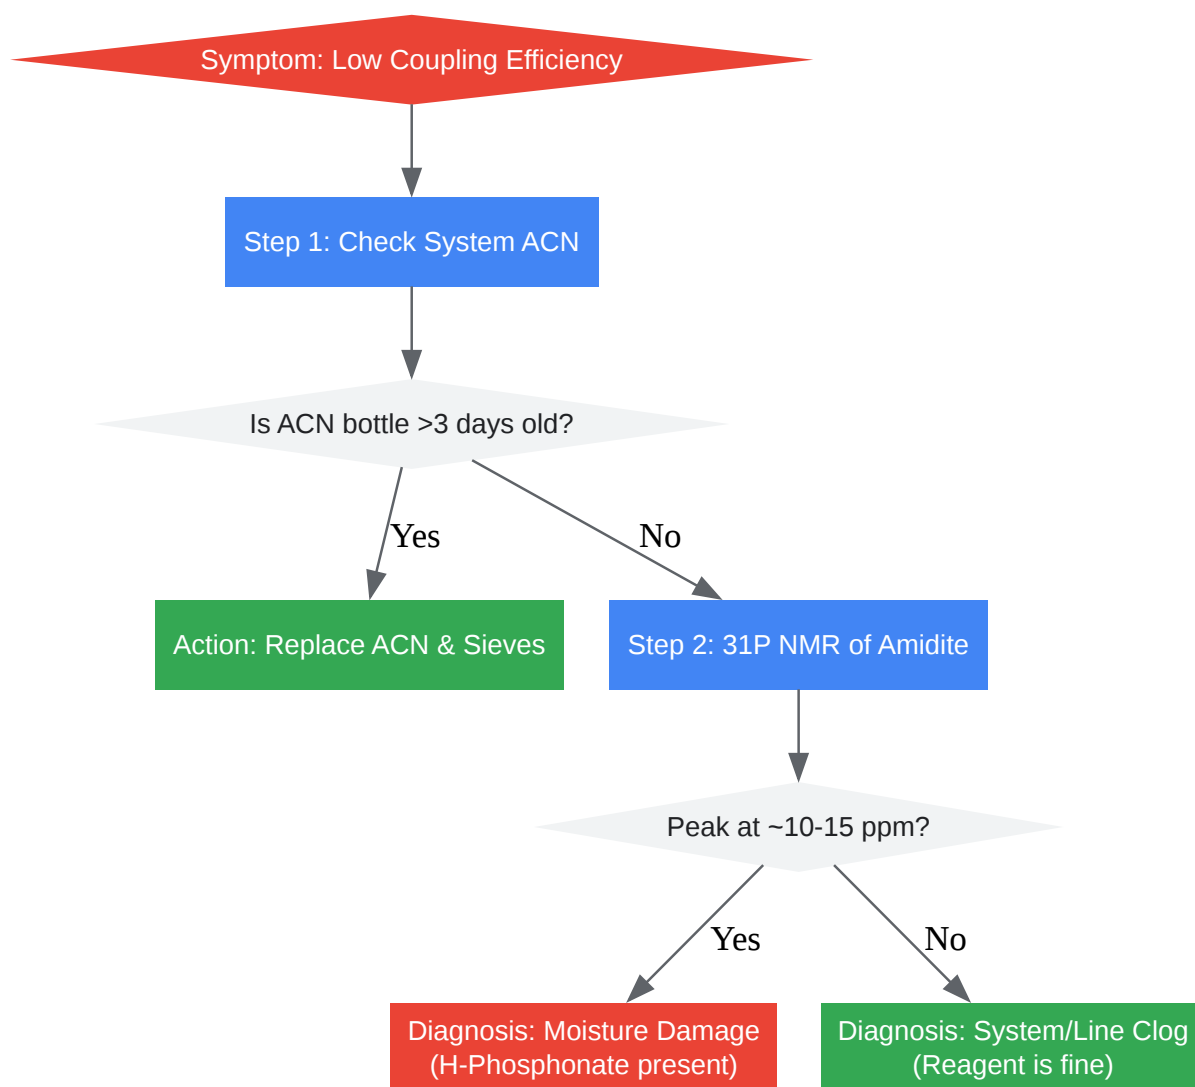 Symptom: Low Coupling Efficiency
Step 1: Check System ACN
Is ACN bottle >3 days old?
Yes
No
Action: Replace ACN & Sieves
Step 2: 31P NMR of Amidite
Peak at ~10-15 ppm?
Yes
No
Diagnosis: Moisture Damage
(H-Phosphonate present)
Diagnosis: System/Line Clog
(Reagent is fine)